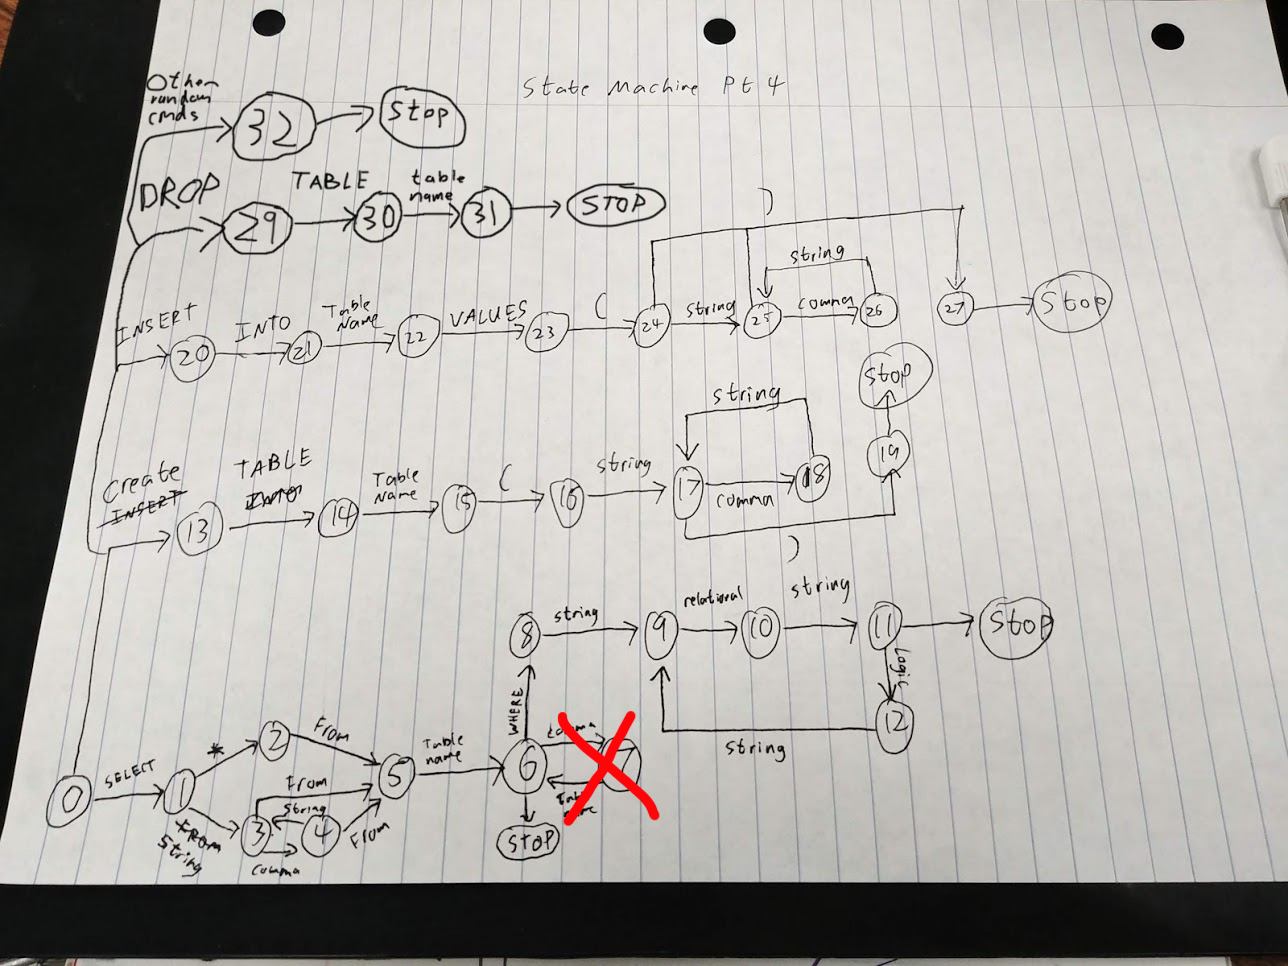 State Machine Pt 4
Other
random
cmds
32
Stop
DROP
29
TABLE
30
table
name
31
STOP
INSERT
20
INTO
21
Table
Name
22
VALUES
23
(
24
string
25
comma
26
string
)
27
Stop
Create
INSERT
13
TABLE
INTO
14
Table
Name
15
(
16
string
17
comma
18
string
)
19
Stop
0
SELECT
1
*
2
From
FROM
String
3
From
String
4
comma
From
5
Table
name
6
STOP
WHERE
8
string
9
relational
10
string
11
Stop
Logic
12
string
comma
Table
name